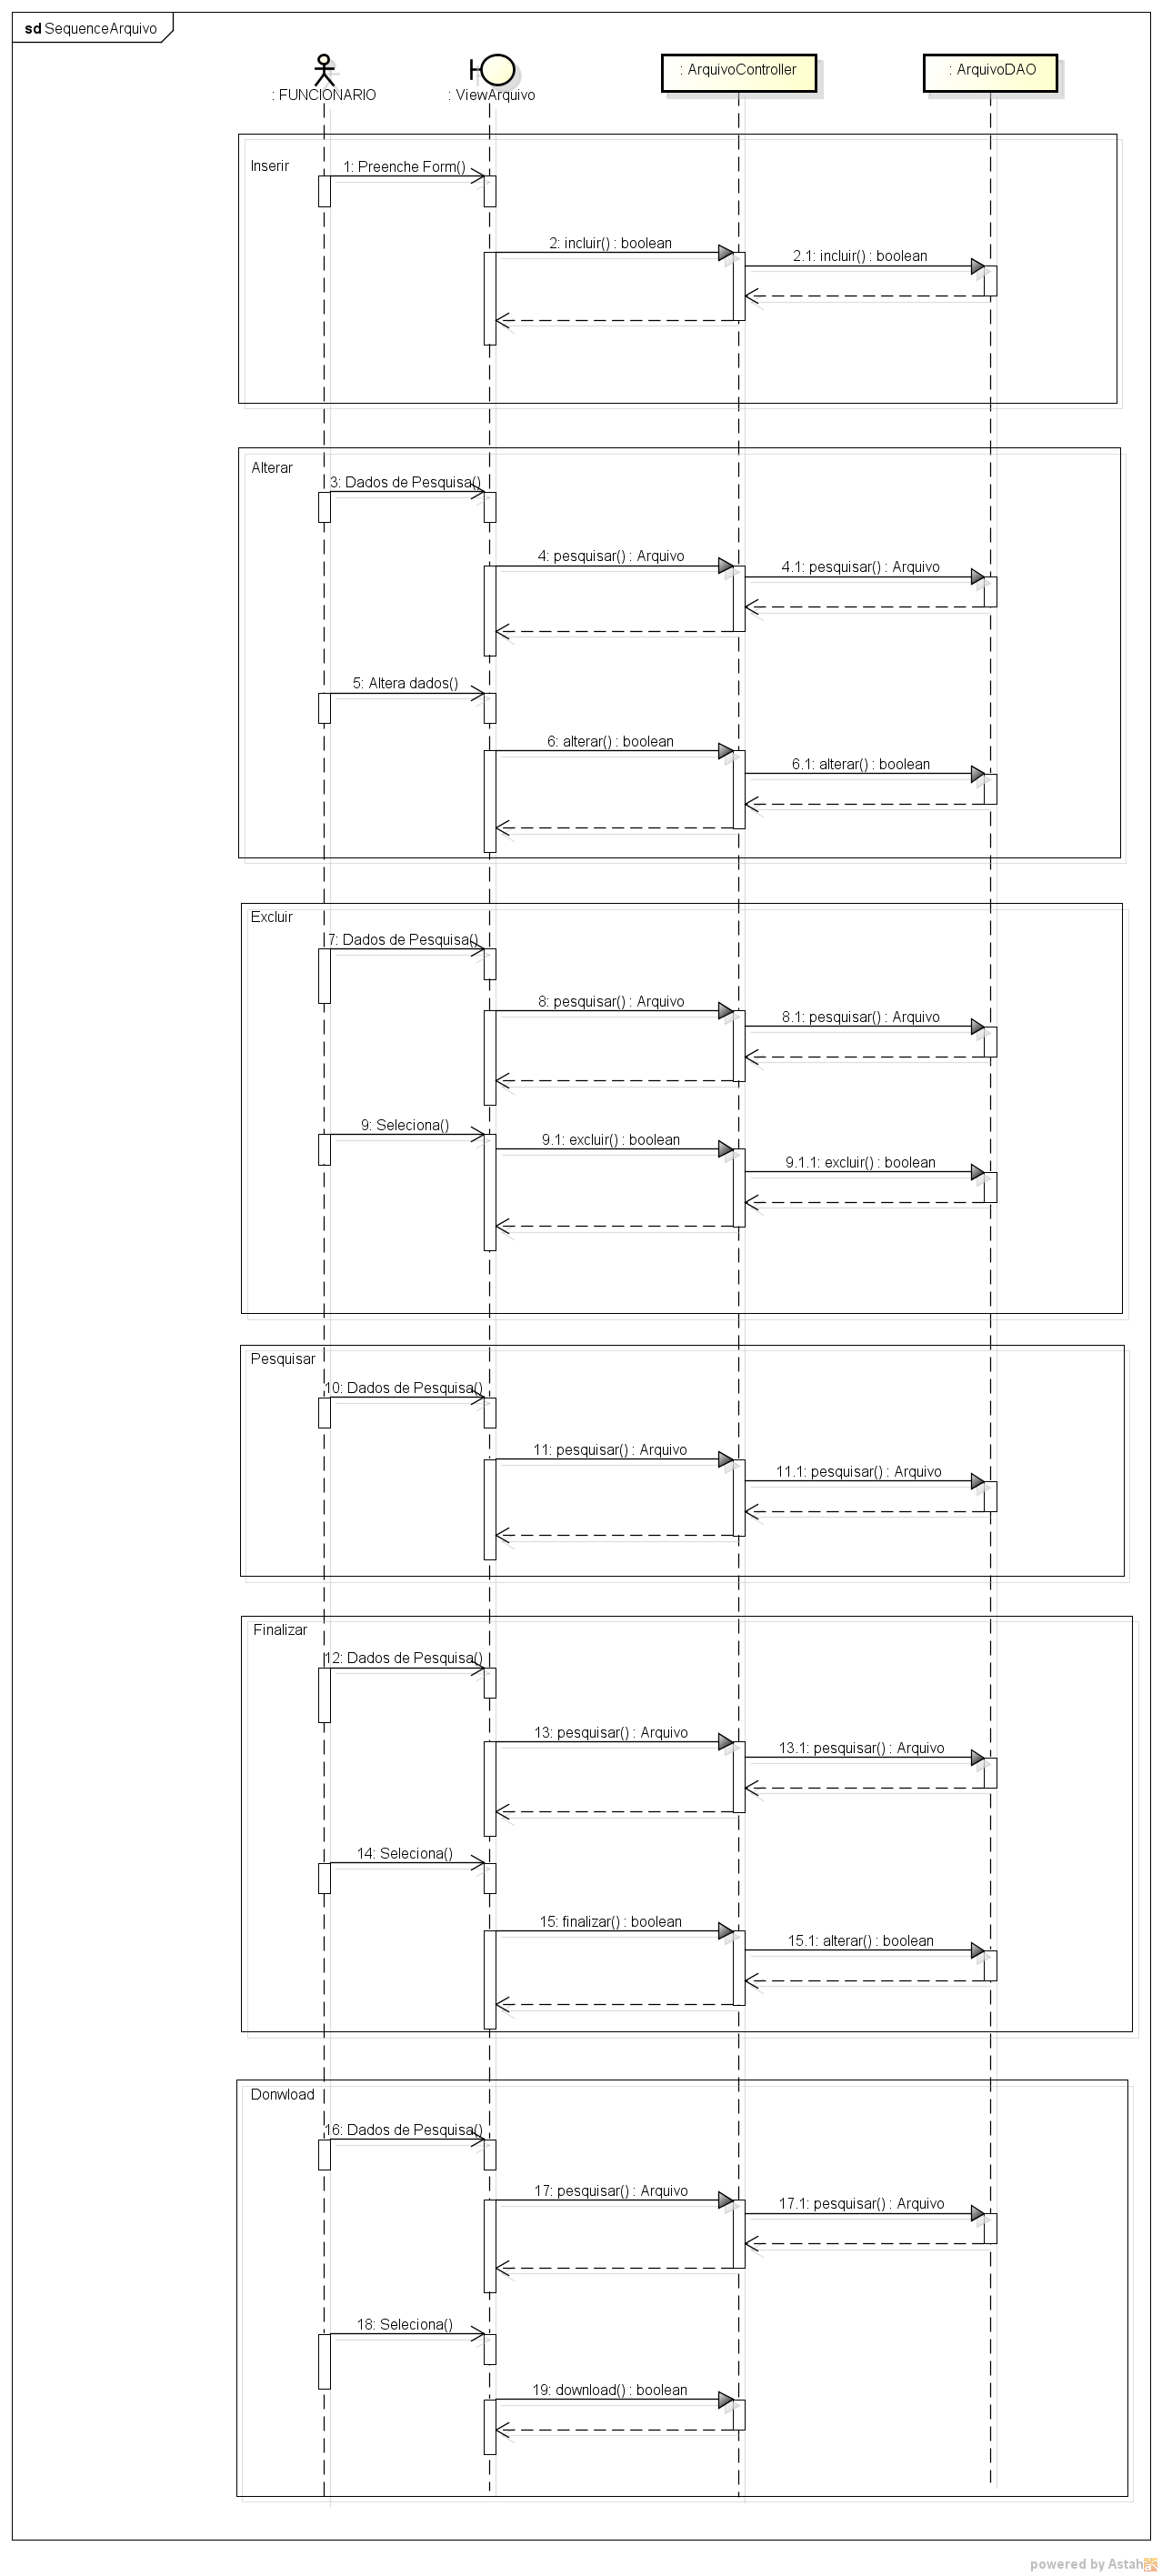 sd SequenceArquivo
: FUNCIONARIO
: ViewArquivo
: ArquivoController
: ArquivoDAO
Inserir
1: Preenche Form()
2: incluir() : boolean
2.1: incluir() : boolean
Alterar
3: Dados de Pesquisa()
4: pesquisar() : Arquivo
4.1: pesquisar() : Arquivo
5: Altera dados()
6: alterar() : boolean
6.1: alterar() : boolean
Excluir
7: Dados de Pesquisa()
8: pesquisar() : Arquivo
8.1: pesquisar() : Arquivo
9: Seleciona()
9.1: excluir() : boolean
9.1.1: excluir() : boolean
Pesquisar
10: Dados de Pesquisa()
11: pesquisar() : Arquivo
11.1: pesquisar() : Arquivo
Finalizar
12: Dados de Pesquisa()
13: pesquisar() : Arquivo
13.1: pesquisar() : Arquivo
14: Seleciona()
15: finalizar() : boolean
15.1: alterar() : boolean
Donwload
16: Dados de Pesquisa()
17: pesquisar() : Arquivo
17.1: pesquisar() : Arquivo
18: Seleciona()
19: download() : boolean
powered by Astah